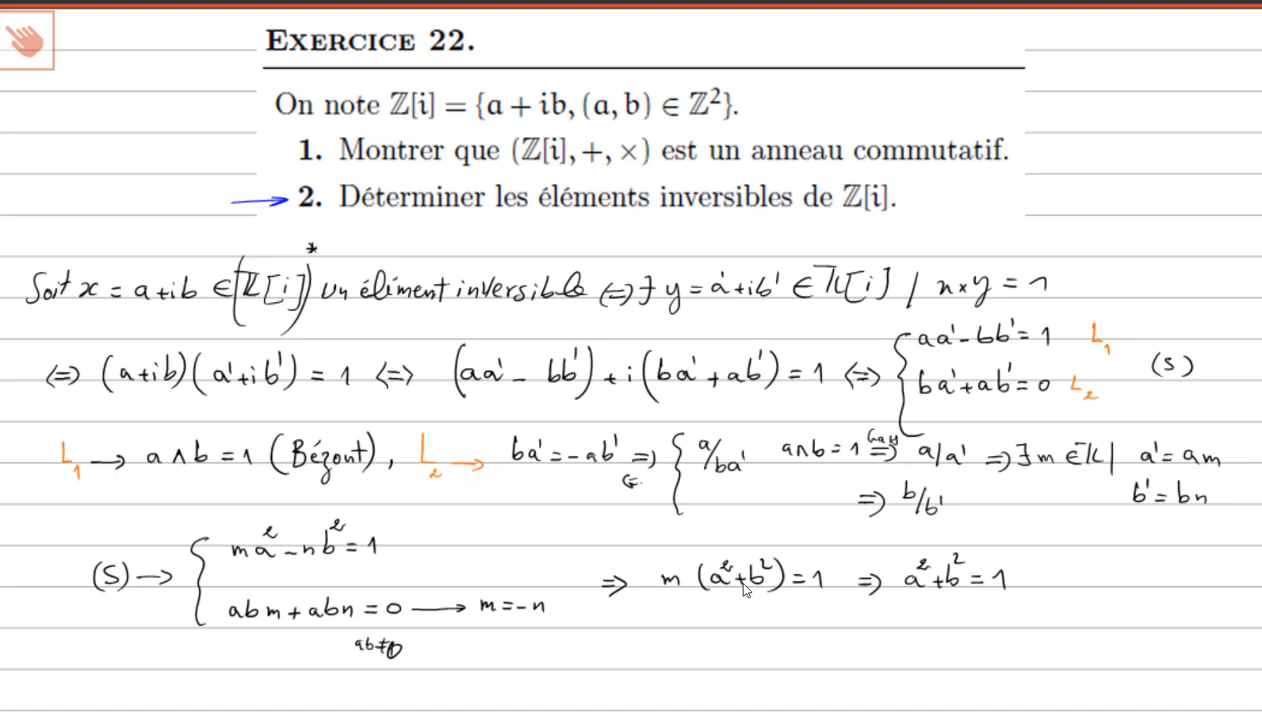 EXERCICE 22.
On note ℤ[i] = {a + ib, (a, b) ∈ ℤ²}.
1. Montrer que (ℤ[i], +, ×) est un anneau commutatif.
2. Déterminer les éléments inversibles de ℤ[i].
Soit x = a+ib ∈ (ℤ[i])* un élément inversible ⇔ ∃ y = a'+ib' ∈ ℤ[i] / x×y = 1
⇔ (a+ib)(a'+ib') = 1 ⇔ (aa' - bb') + i(ba'+ab') = 1 ⇔ { aa'-bb' = 1 L₁
ba'+ab' = 0 L₂ (S)
L₁ → a∧b = 1 (Bézout), L₂ → ba' = -ab' ⇒ { a/ba' a∧b = 1 ⇒ a/a' ⇒ ∃ m ∈ ℤ | a' = am
⇒ b/b' b' = bn
(S) → { ma² - nb² = 1
abm + abn = 0 → m = -n
ab≠0
⇒ m (a²+b²) = 1 ⇒ a²+b² = 1